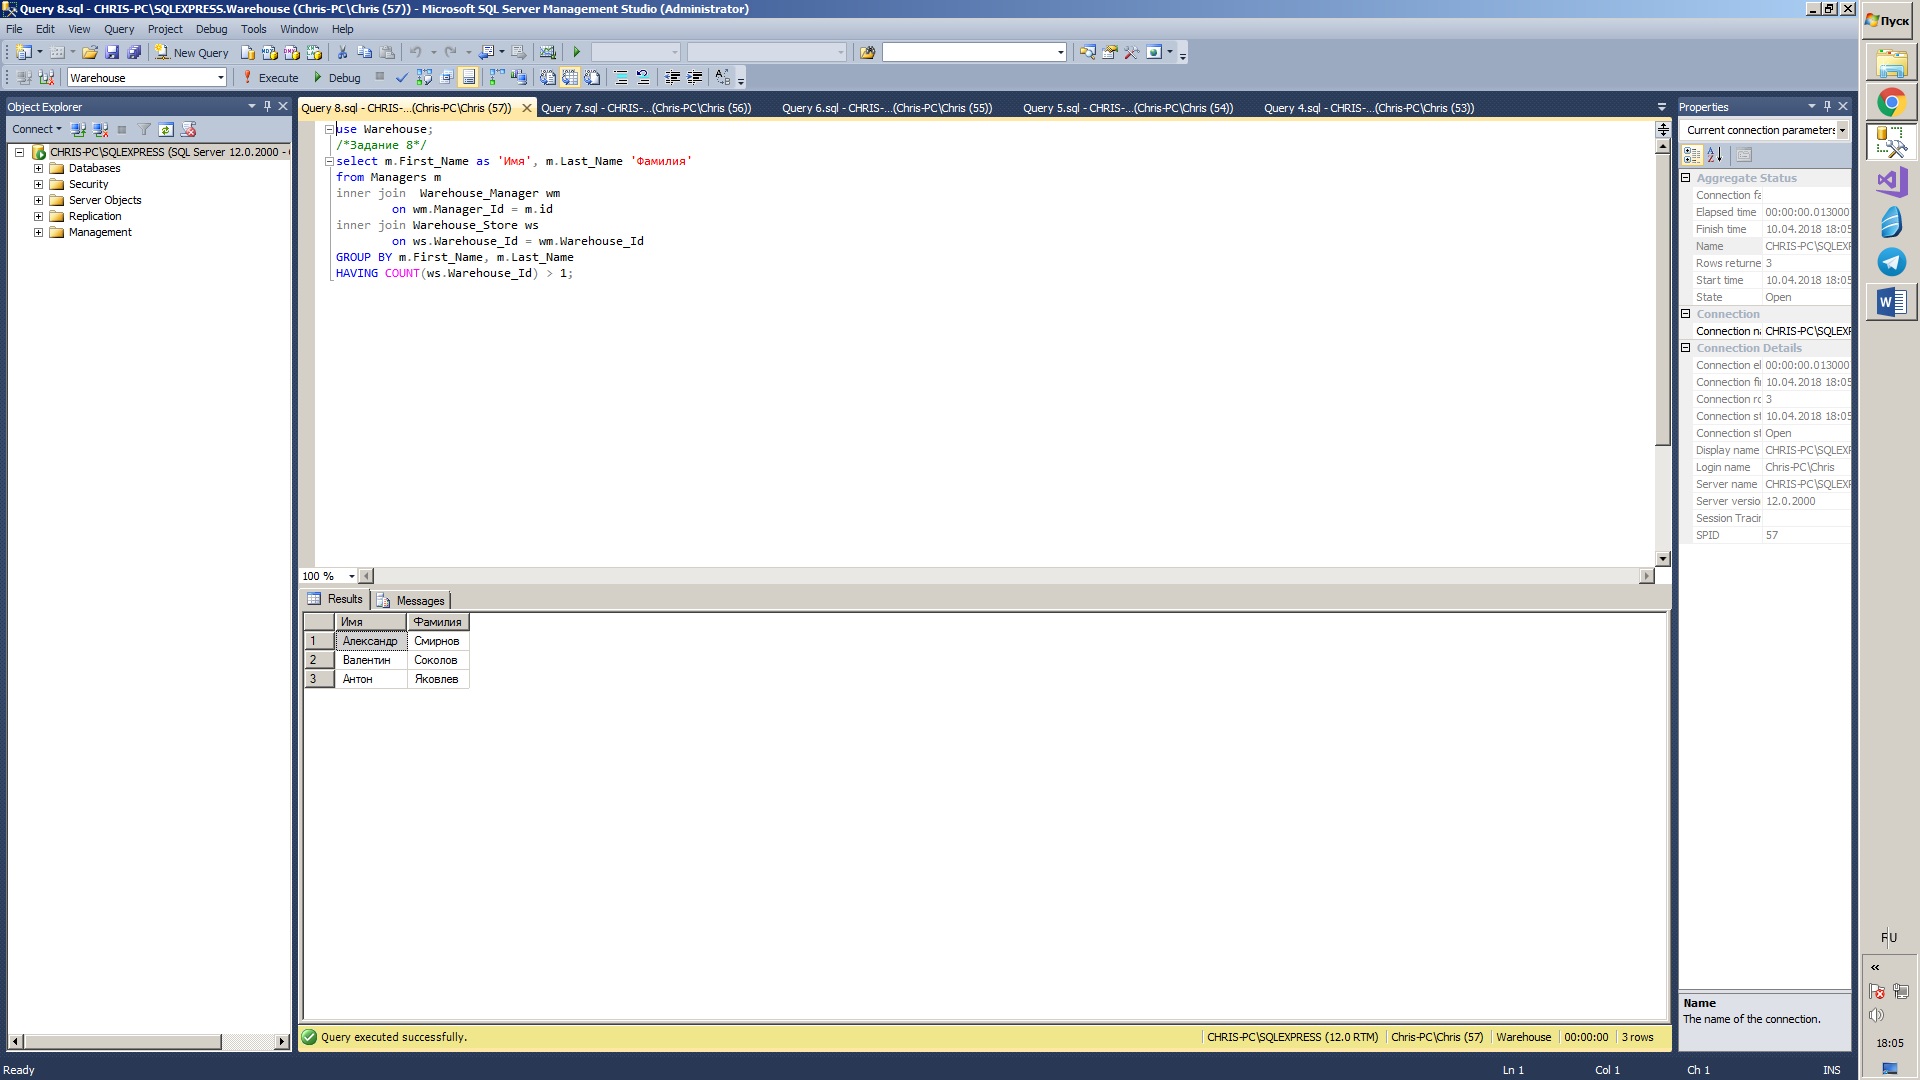 Query 8.sql - CHRIS-PC\SQLEXPRESS.Warehouse (Chris-PC\Chris (57)) - Microsoft SQL Server Management Studio (Administrator)
Пуск
File Edit View Query Project Debug Tools Window Help
New Query
Warehouse Execute Debug
Object Explorer
Connect
CHRIS-PC\SQLEXPRESS (SQL Server 12.0.2000 -
Databases
Security
Server Objects
Replication
Management
Query 8.sql - CHRIS-...(Chris-PC\Chris (57)) Query 7.sql - CHRIS-...(Chris-PC\Chris (56)) Query 6.sql - CHRIS-...(Chris-PC\Chris (55)) Query 5.sql - CHRIS-...(Chris-PC\Chris (54)) Query 4.sql - CHRIS-...(Chris-PC\Chris (53))
use Warehouse;
/*Задание 8*/
select m.First_Name as 'Имя', m.Last_Name 'Фамилия'
from Managers m
inner join  Warehouse_Manager wm
on wm.Manager_Id = m.id
inner join Warehouse_Store ws
on ws.Warehouse_Id = wm.Warehouse_Id
GROUP BY m.First_Name, m.Last_Name
HAVING COUNT(ws.Warehouse_Id) > 1;
100 %
Results Messages
Имя Фамилия
1 Александр Смирнов
2 Валентин Соколов
3 Антон Яковлев
Query executed successfully. CHRIS-PC\SQLEXPRESS (12.0 RTM) Chris-PC\Chris (57) Warehouse 00:00:00 3 rows
Properties
Current connection parameters
Aggregate Status
Connection fa
Elapsed time 00:00:00.013000
Finish time 10.04.2018 18:05
Name CHRIS-PC\SQLEXP
Rows returne 3
Start time 10.04.2018 18:05
State Open
Connection
Connection na CHRIS-PC\SQLEXP
Connection Details
Connection el 00:00:00.013000
Connection fi 10.04.2018 18:05
Connection ro 3
Connection st 10.04.2018 18:05
Connection st Open
Display name CHRIS-PC\SQLEXP
Login name Chris-PC\Chris
Server name CHRIS-PC\SQLEXP
Server versio 12.0.2000
Session Tracin
SPID 57
Name
The name of the connection.
RU
18:05
Ready Ln 1 Col 1 Ch 1 INS